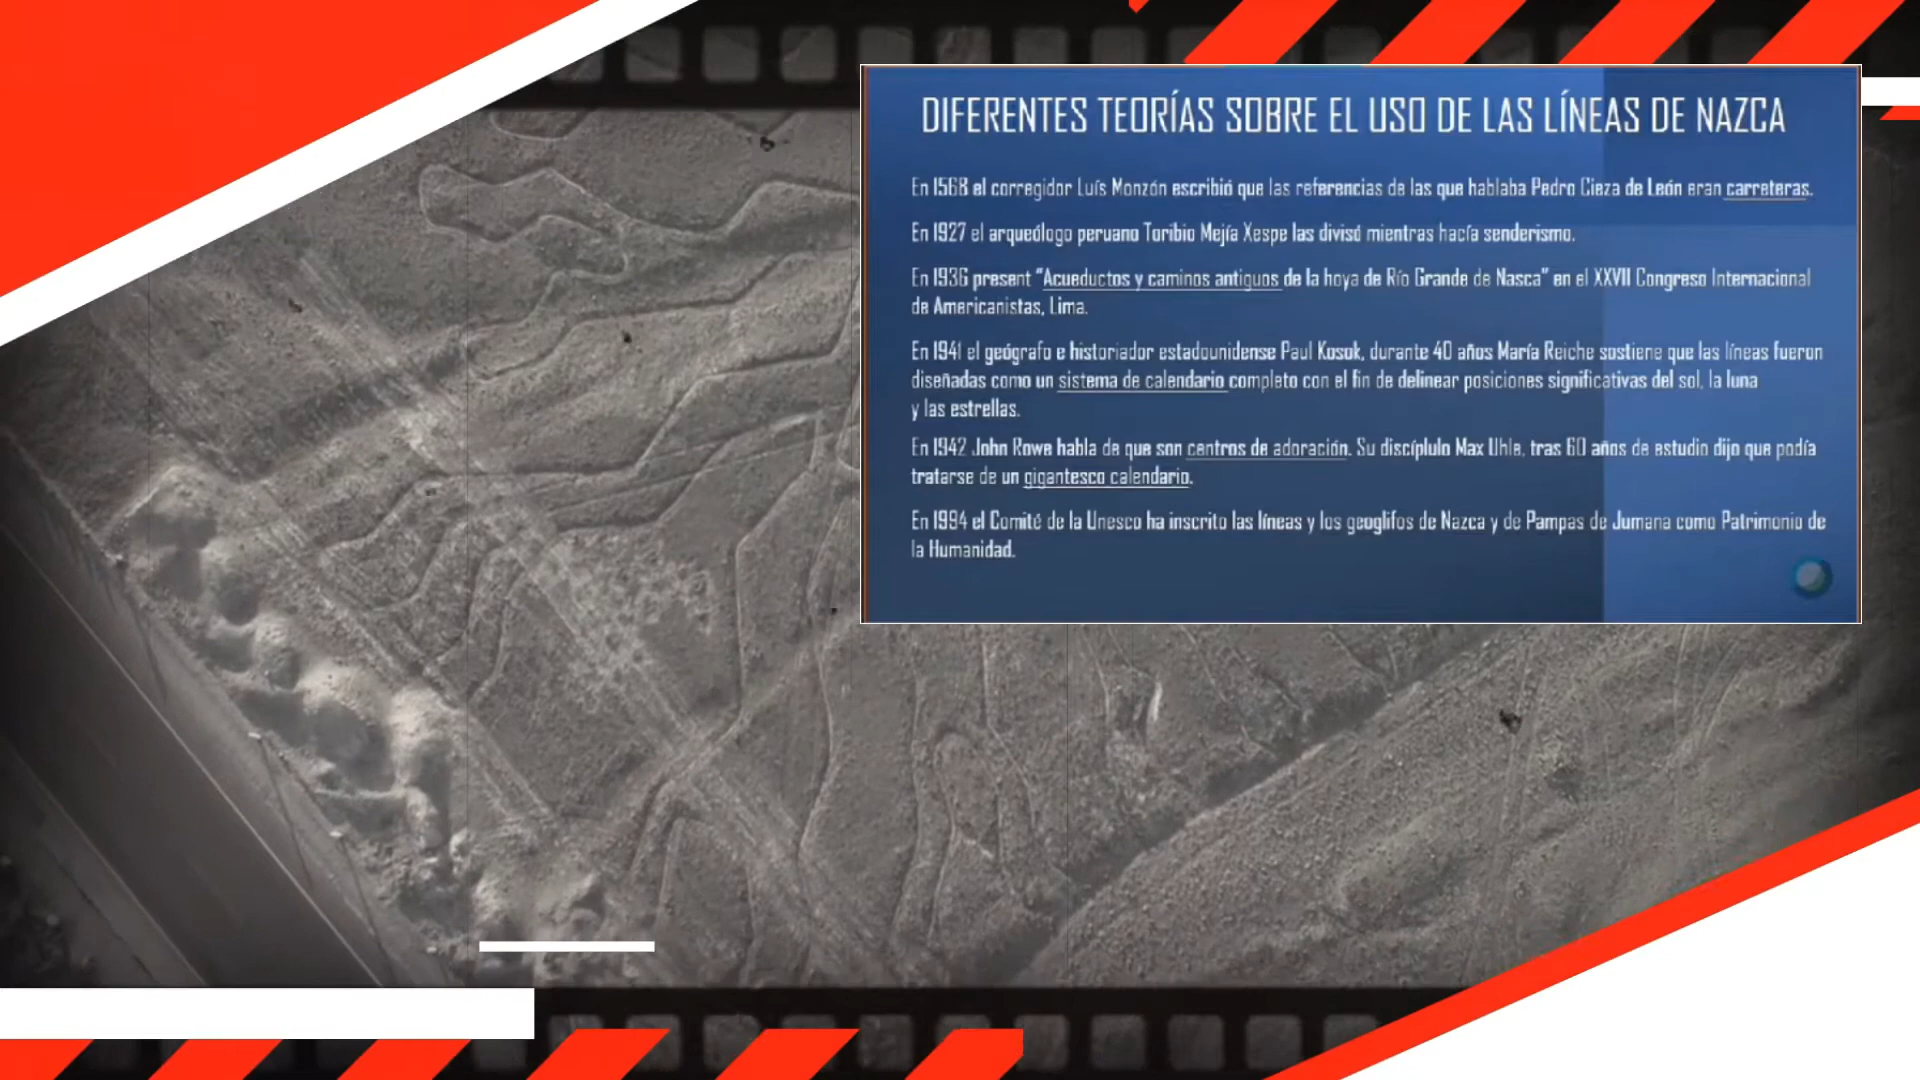 DIFERENTES TEORÍAS SOBRE EL USO DE LAS LÍNEAS DE NAZCA
En 1568 el corregidor Luís Monzón escribió que las referencias de las que hablaba Pedro Cieza de León eran carreteras.
En 1927 el arqueólogo peruano Toribio Mejía Xespe las divisó mientras hacía senderismo.
En 1936 present “Acueductos y caminos antiguos de la hoya de Río Grande de Nasca” en el XXVII Congreso Internacional
de Americanistas, Lima.
En 1941 el geógrafo e historiador estadounidense Paul Kosok, durante 40 años María Reiche sostiene que las líneas fueron
diseñadas como un sistema de calendario completo con el fin de delinear posiciones significativas del sol, la luna
y las estrellas.
En 1942 John Rowe habla de que son centros de adoración. Su discíplulo Max Uhle, tras 60 años de estudio dijo que podía
tratarse de un gigantesco calendario.
En 1994 el Comité de la Unesco ha inscrito las líneas y los geoglifos de Nazca y de Pampas de Jumana como Patrimonio de
la Humanidad.